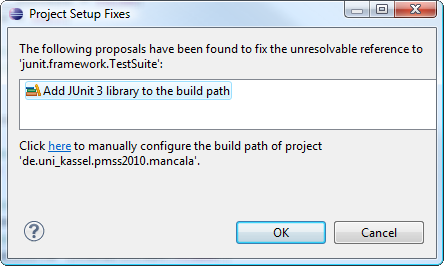 Project Setup Fixes
The following proposals have been found to fix the unresolvable reference to
'junit.framework.TestSuite':
Add JUnit 3 library to the build path
Click here to manually configure the build path of project
'de.uni_kassel.pmss2010.mancala'.
?
OK
Cancel